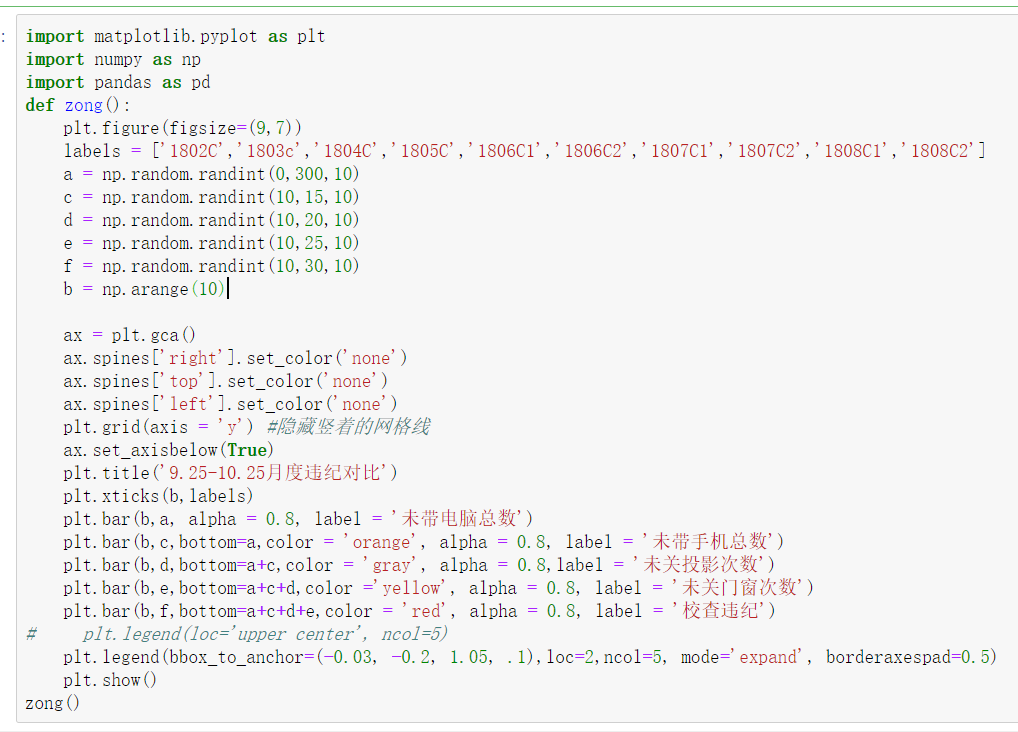 :
import matplotlib.pyplot as plt
import numpy as np
import pandas as pd
def zong():
    plt.figure(figsize=(9,7))
    labels = ['1802C','1803c','1804C','1805C','1806C1','1806C2','1807C1','1807C2','1808C1','1808C2']
    a = np.random.randint(0,300,10)
    c = np.random.randint(10,15,10)
    d = np.random.randint(10,20,10)
    e = np.random.randint(10,25,10)
    f = np.random.randint(10,30,10)
    b = np.arange(10)
    ax = plt.gca()
    ax.spines['right'].set_color('none')
    ax.spines['top'].set_color('none')
    ax.spines['left'].set_color('none')
    plt.grid(axis = 'y') #隐藏竖着的网格线
    ax.set_axisbelow(True)
    plt.title('9.25-10.25月度违纪对比')
    plt.xticks(b,labels)
    plt.bar(b,a, alpha = 0.8, label = '未带电脑总数')
    plt.bar(b,c,bottom=a,color = 'orange', alpha = 0.8, label = '未带手机总数')
    plt.bar(b,d,bottom=a+c,color = 'gray', alpha = 0.8,label = '未关投影次数')
    plt.bar(b,e,bottom=a+c+d,color ='yellow', alpha = 0.8, label = '未关门窗次数')
    plt.bar(b,f,bottom=a+c+d+e,color = 'red', alpha = 0.8, label = '校查违纪')
#     plt.legend(loc='upper center', ncol=5)
    plt.legend(bbox_to_anchor=(-0.03, -0.2, 1.05, .1),loc=2,ncol=5, mode='expand', borderaxespad=0.5)
    plt.show()
zong()